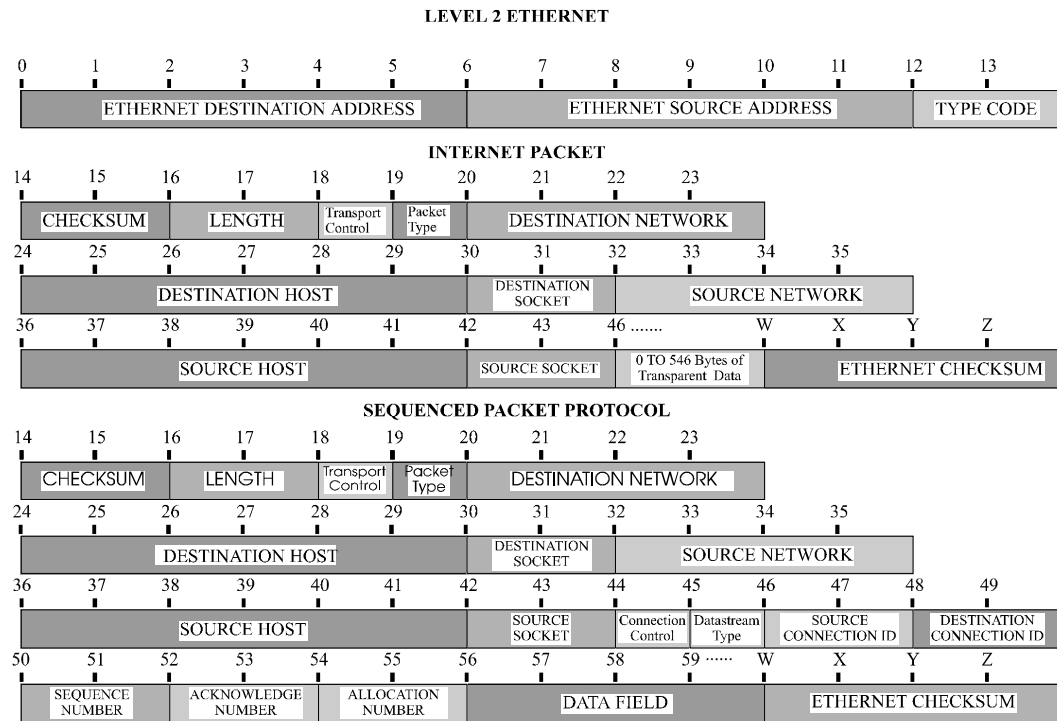 LEVEL 2 ETHERNET
0 1 2 3 4 5 6 7 8 9 10 11 12 13
ETHERNET DESTINATION ADDRESS ETHERNET SOURCE ADDRESS TYPE CODE
INTERNET PACKET
14 15 16 17 18 19 20 21 22 23
CHECKSUM LENGTH Transport Control Packet Type DESTINATION NETWORK
24 25 26 27 28 29 30 31 32 33 34 35
DESTINATION HOST DESTINATION SOCKET SOURCE NETWORK
36 37 38 39 40 41 42 43 46 ....... W X Y Z
SOURCE HOST SOURCE SOCKET 0 TO 546 Bytes of Transparent Data ETHERNET CHECKSUM
SEQUENCED PACKET PROTOCOL
14 15 16 17 18 19 20 21 22 23
CHECKSUM LENGTH Transport Control Packet Type DESTINATION NETWORK
24 25 26 27 28 29 30 31 32 33 34 35
DESTINATION HOST DESTINATION SOCKET SOURCE NETWORK
36 37 38 39 40 41 42 43 44 45 46 47 48 49
SOURCE HOST SOURCE SOCKET Connection Control Datastream Type SOURCE CONNECTION ID DESTINATION CONNECTION ID
50 51 52 53 54 55 56 57 58 59 ...... W X Y Z
SEQUENCE NUMBER ACKNOWLEDGE NUMBER ALLOCATION NUMBER DATA FIELD ETHERNET CHECKSUM